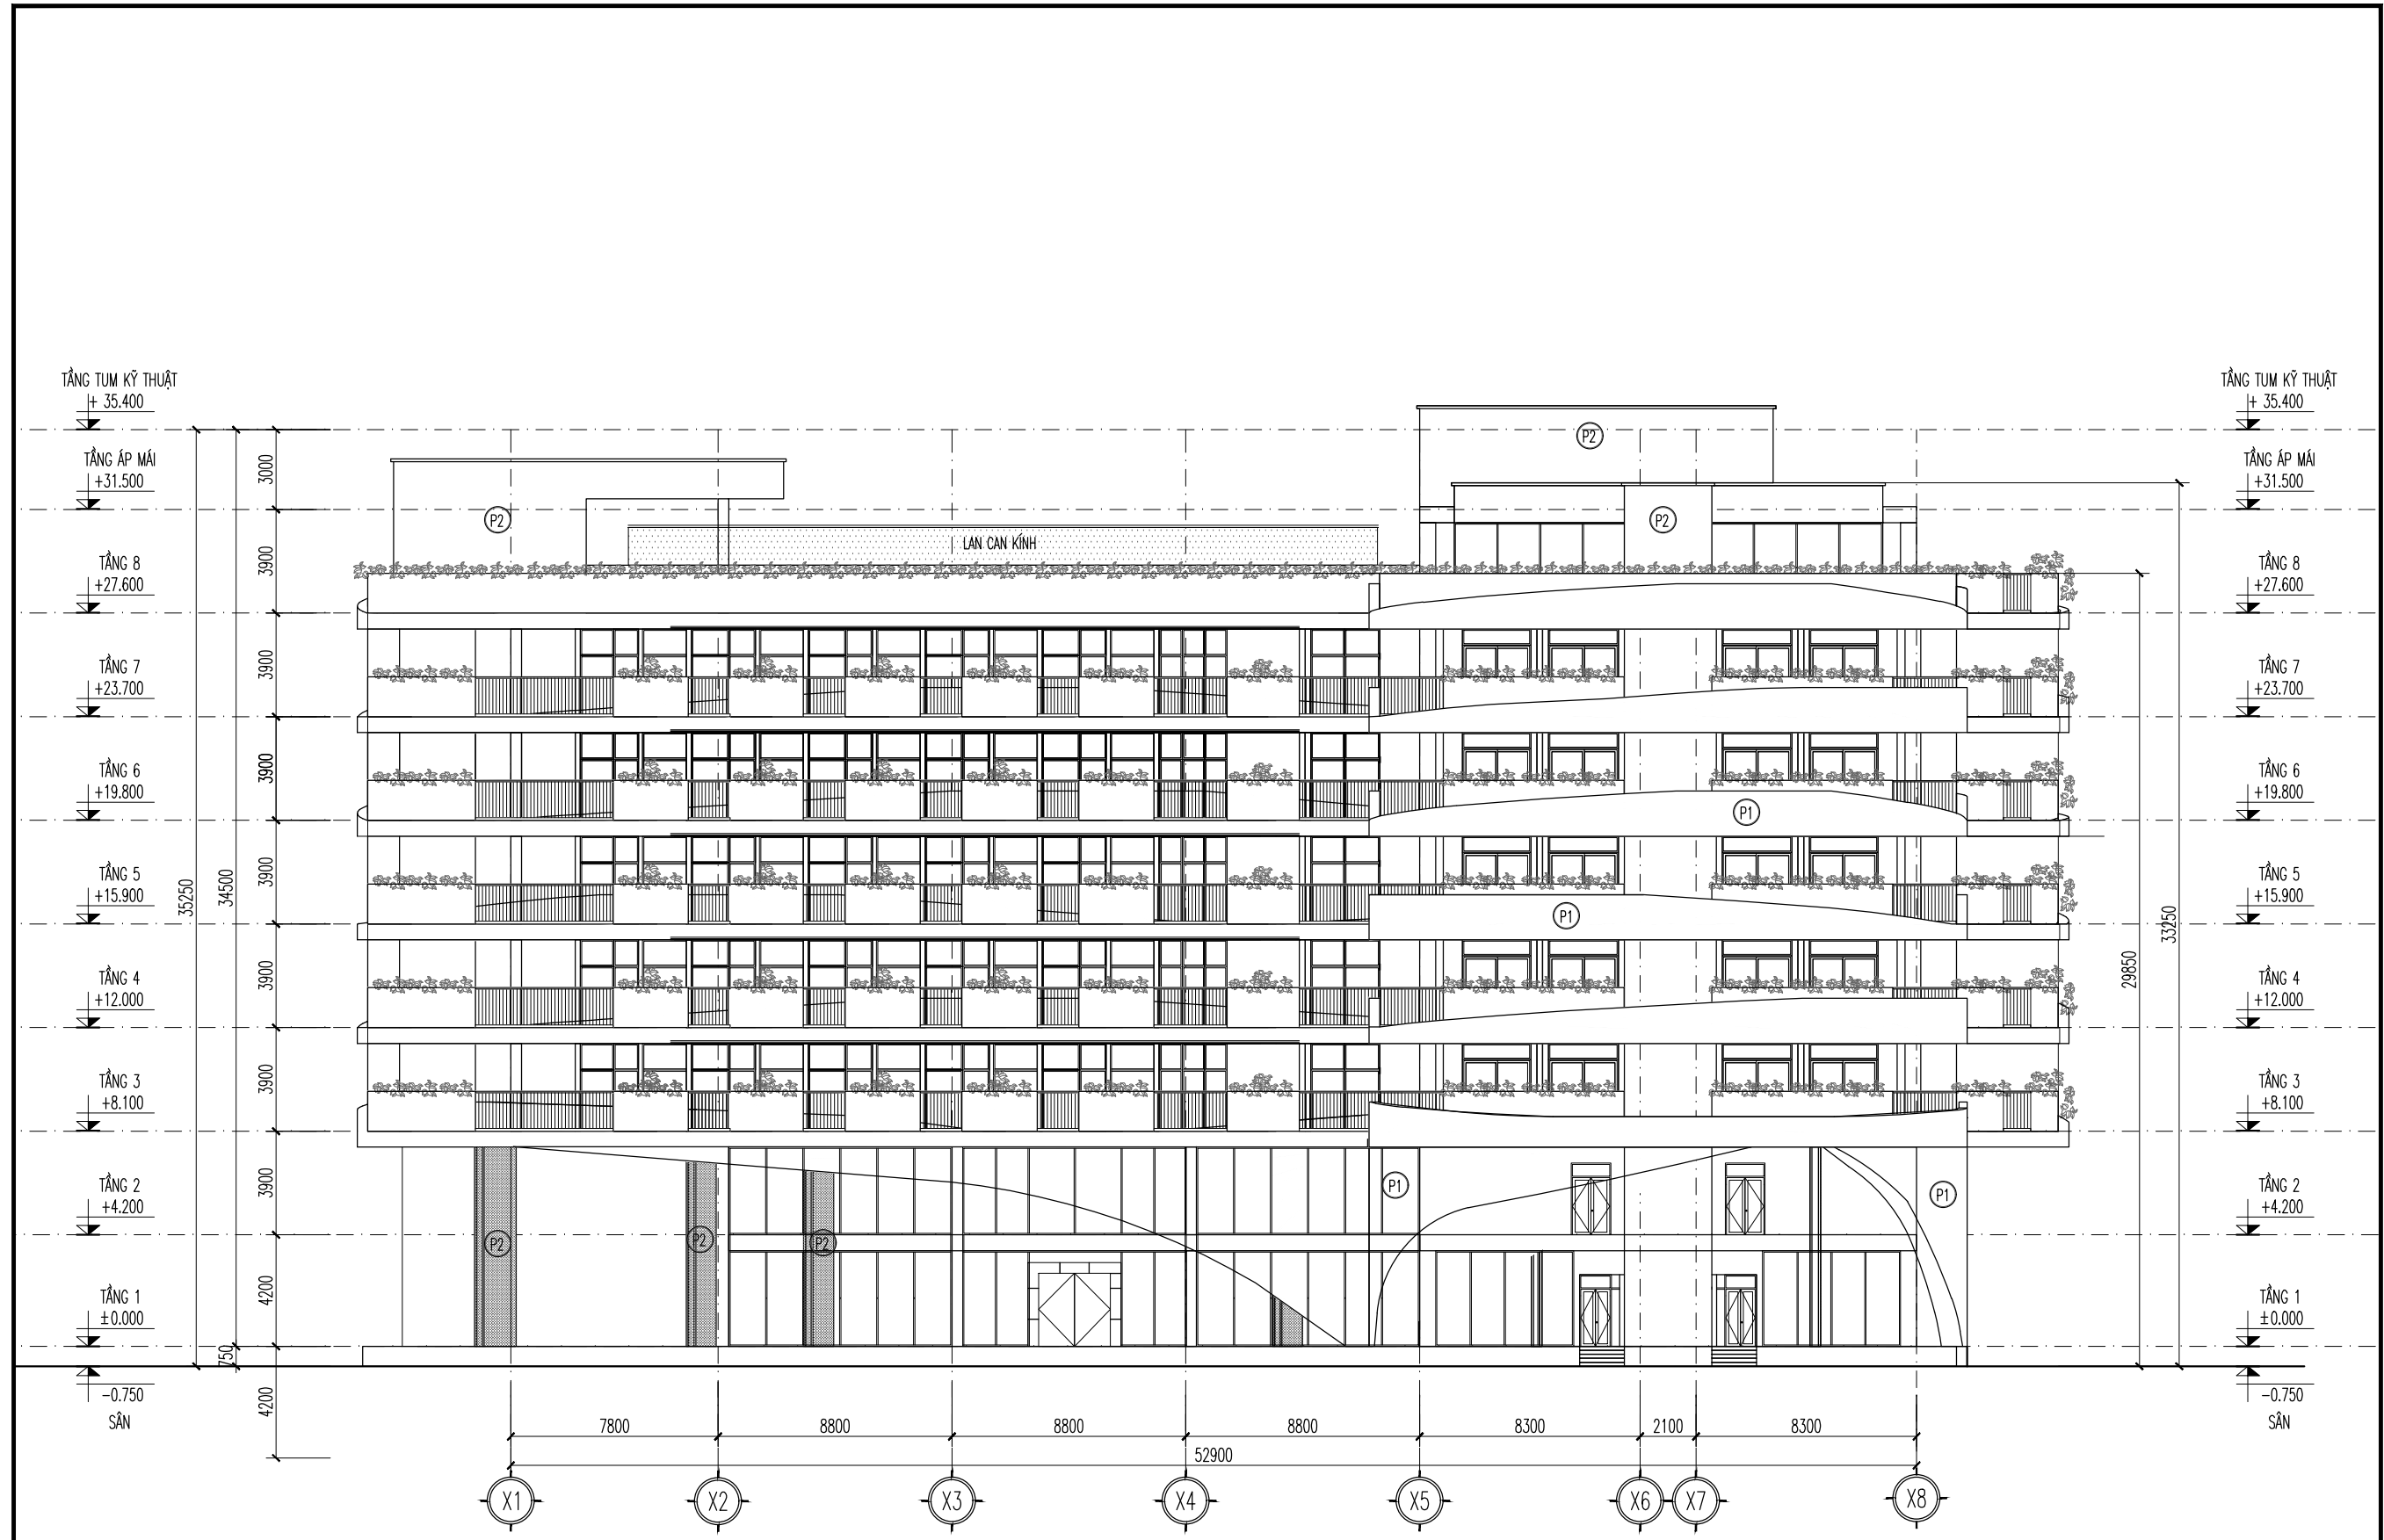 TẦNG TUM KỸ THUẬT
+ 35.400
TẦNG ÁP MÁI
+31.500
TẦNG 8
+27.600
TẦNG 7
+23.700
TẦNG 6
+19.800
TẦNG 5
+15.900
TẦNG 4
+12.000
TẦNG 3
+8.100
TẦNG 2
+4.200
TẦNG 1
±0.000
-0.750
SÂN
35250
34500
750
3000
3900
3900
3900
3900
3900
3900
3900
4200
4200
P2
LAN CAN KÍNH
P2
P2
P1
P1
P1
P1
P2
P2
P2
29850
33250
TẦNG TUM KỸ THUẬT
+ 35.400
TẦNG ÁP MÁI
+31.500
TẦNG 8
+27.600
TẦNG 7
+23.700
TẦNG 6
+19.800
TẦNG 5
+15.900
TẦNG 4
+12.000
TẦNG 3
+8.100
TẦNG 2
+4.200
TẦNG 1
±0.000
-0.750
SÂN
7800 8800 8800 8800 8300 2100 8300
52900
X1 X2 X3 X4 X5 X6 X7 X8